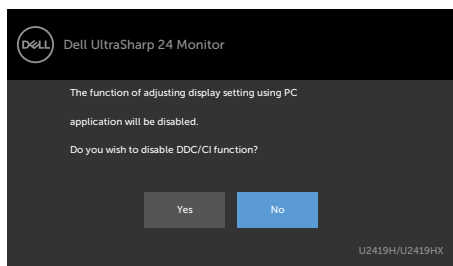 DELL Dell UltraSharp 24 Monitor
The function of adjusting display setting using PC
application will be disabled.
Do you wish to disable DDC/CI function?
Yes No
U2419H/U2419HX